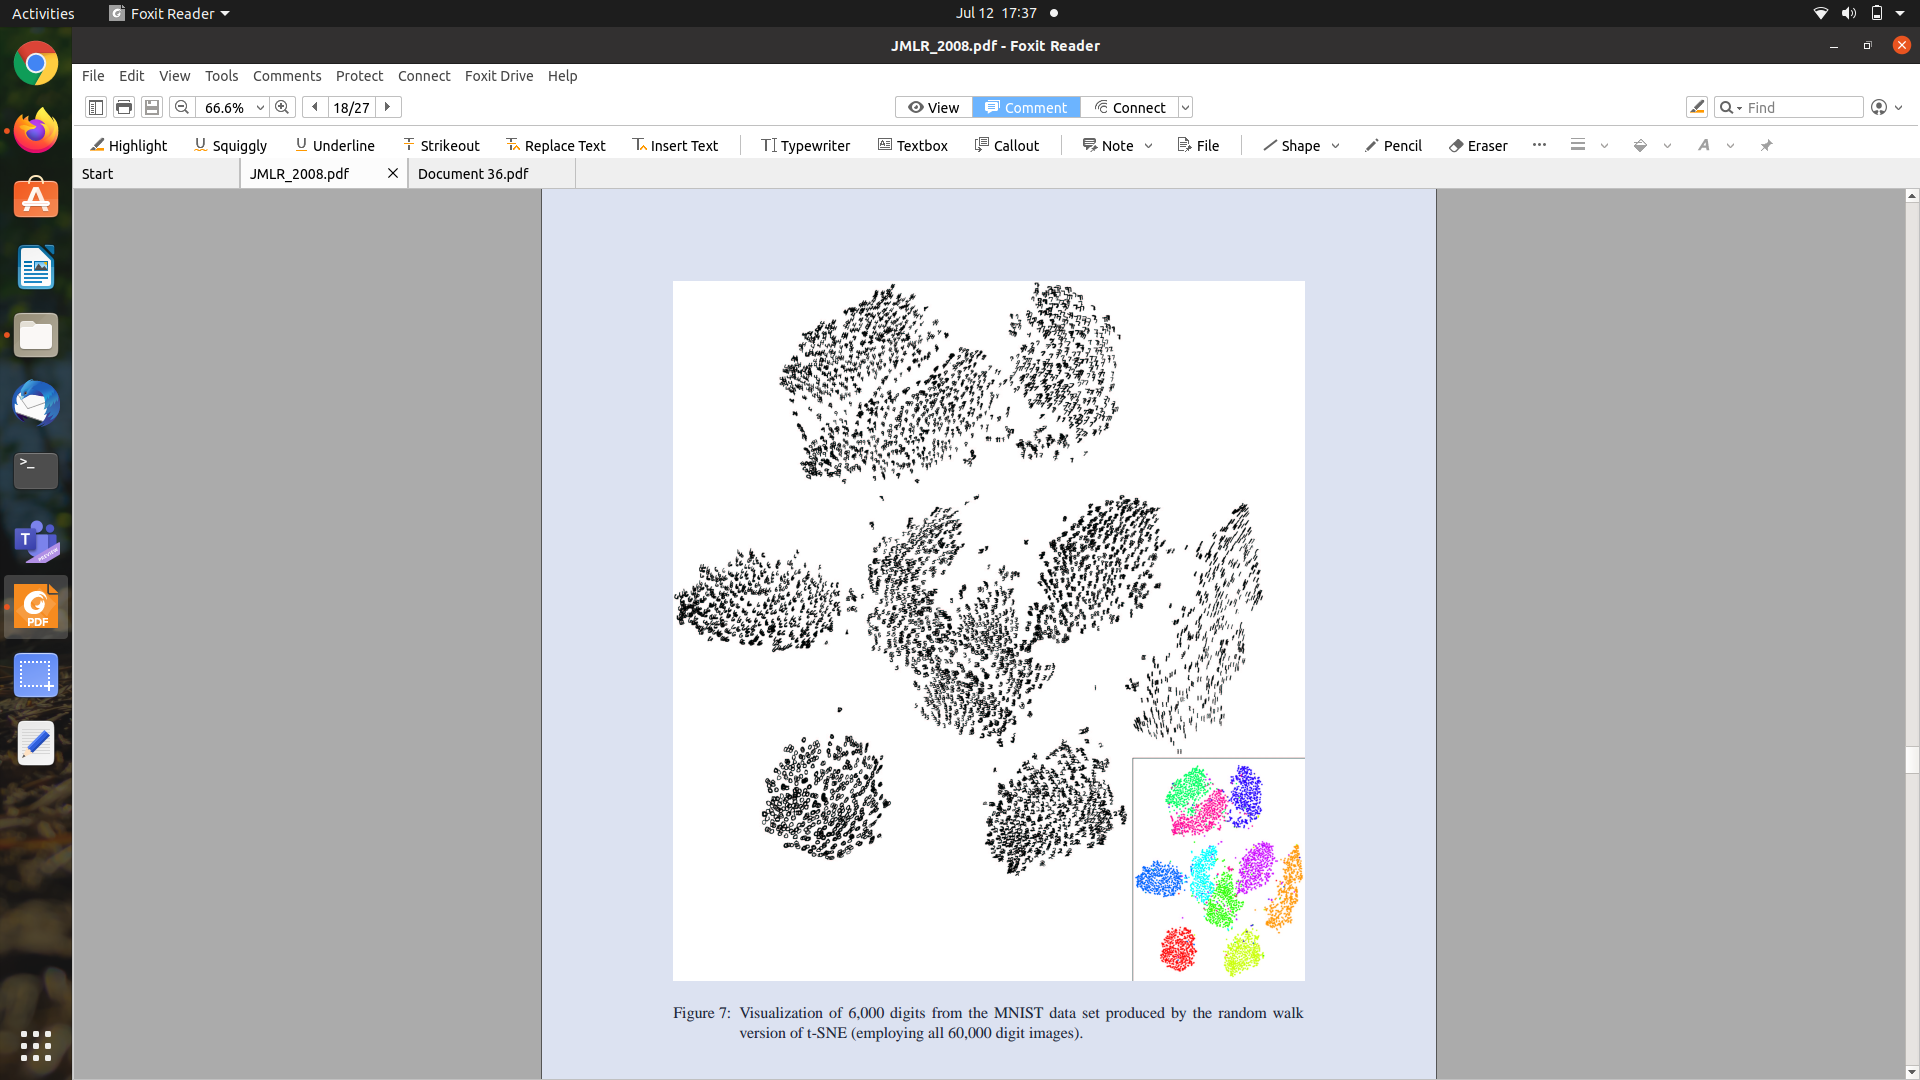 Activities
Foxit Reader
Jul 12 17:37
JMLR_2008.pdf - Foxit Reader
File Edit View Tools Comments Protect Connect Foxit Drive Help
66.6%
18/27
View
Comment
Connect
Find
Highlight
Squiggly
Underline
Strikeout
Replace Text
Insert Text
Typewriter
Textbox
Callout
Note
File
Shape
Pencil
Eraser
Start
JMLR_2008.pdf
Document 36.pdf
PDF
Figure 7: Visualization of 6,000 digits from the MNIST data set produced by the random walk
version of t-SNE (employing all 60,000 digit images).